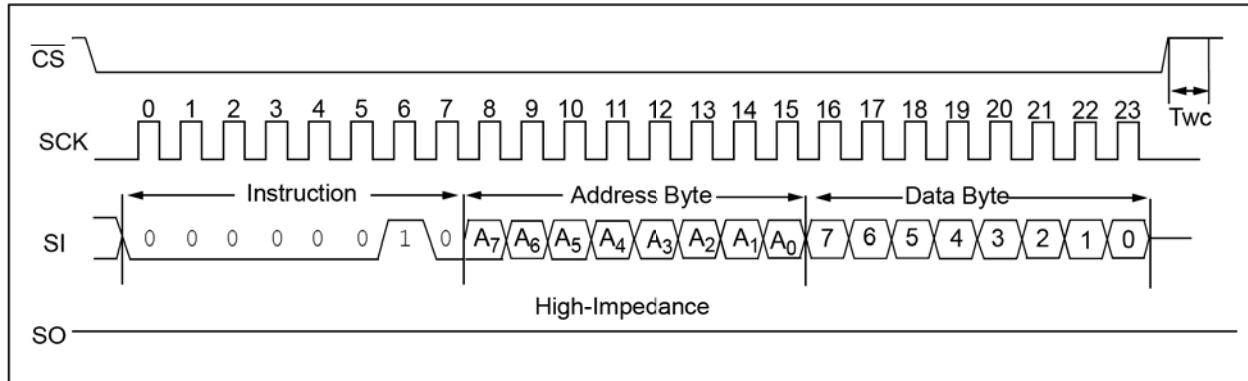 CS
0 1 2 3 4 5 6 7 8 9 10 11 12 13 14 15 16 17 18 19 20 21 22 23
Twc
SCK
Instruction Address Byte Data Byte
SI 0 0 0 0 0 0 1 0 A7 A6 A5 A4 A3 A2 A1 A0 7 6 5 4 3 2 1 0
High-Impedance
SO